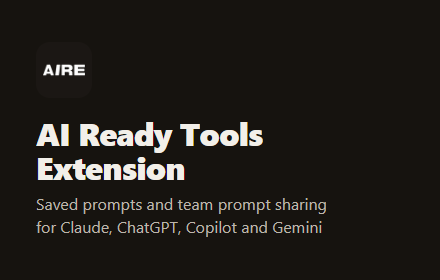 AIRE
AI Ready Tools
Extension
Saved prompts and team prompt sharing
for Claude, ChatGPT, Copilot and Gemini